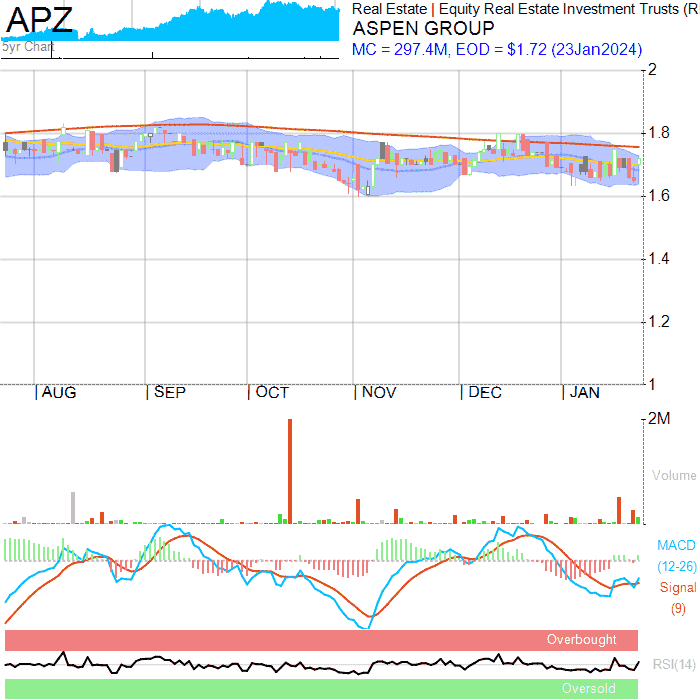 APZ
Real Estate | Equity Real Estate Investment Trusts (R
ASPEN GROUP
MC = 297.4M, EOD = $1.72 (23Jan2024)
5yr Chart
2
1.8
1.6
1.4
1.2
1
AUG SEP OCT NOV DEC JAN
2M
Volume
MACD
(12-26)
Signal
(9)
Overbought
RSI(14)
Oversold